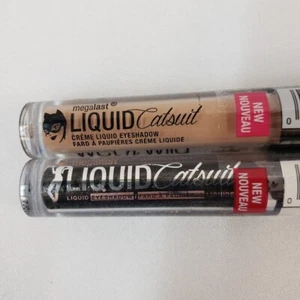 megalast®
LIQUID Catsuit
CRÈME LIQUID EYESHADOW
FARD À PAUPIÈRES CRÈME LIQUIDE
NEW
NOUVEAU
LIQUID Catsuit
LIQUID EYESHADOW
NEW
NOUVEAU